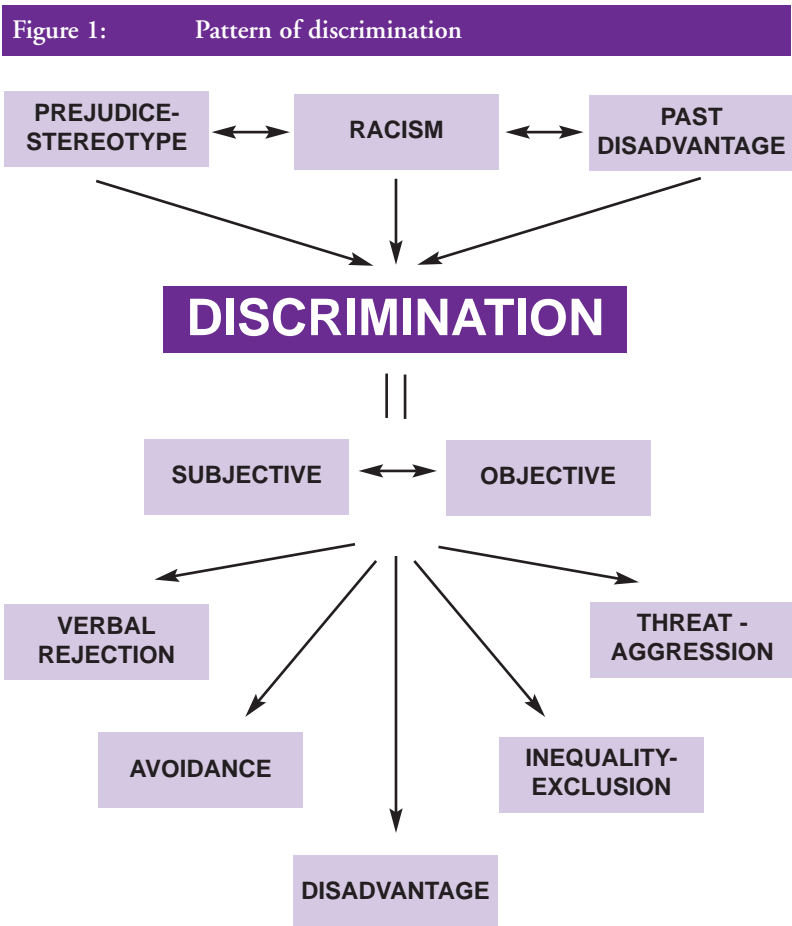 Figure 1: Pattern of discrimination
PREJUDICE-
STEREOTYPE
RACISM
PAST
DISADVANTAGE
DISCRIMINATION
SUBJECTIVE
OBJECTIVE
VERBAL
REJECTION
THREAT -
AGGRESSION
AVOIDANCE
INEQUALITY-
EXCLUSION
DISADVANTAGE